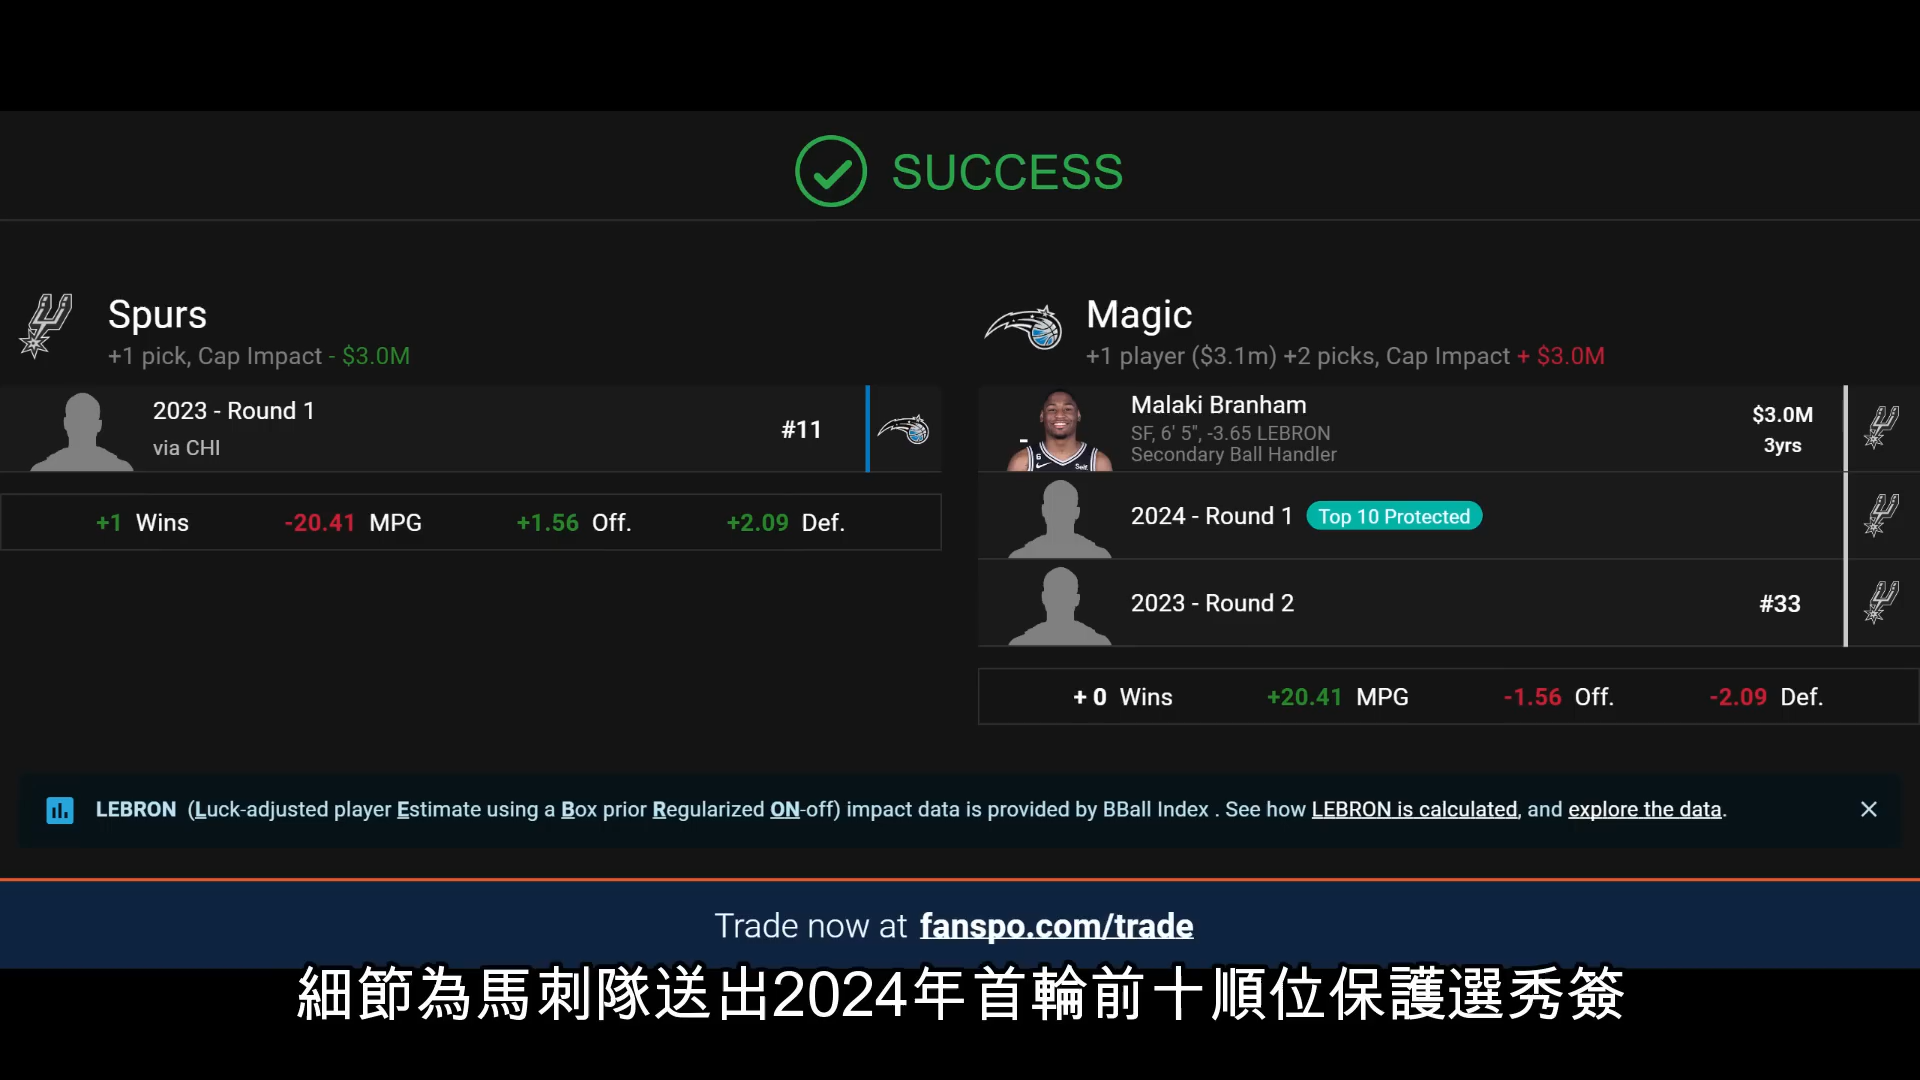 SUCCESS
Spurs
+1 pick, Cap Impact - $3.0M
2023 - Round 1
via CHI
#11
+1 Wins -20.41 MPG +1.56 Off. +2.09 Def.
Magic
+1 player ($3.1m) +2 picks, Cap Impact + $3.0M
Malaki Branham
SF, 6' 5", -3.65 LEBRON
Secondary Ball Handler
$3.0M
3yrs
2024 - Round 1 Top 10 Protected
2023 - Round 2 #33
+ 0 Wins +20.41 MPG -1.56 Off. -2.09 Def.
LEBRON (Luck-adjusted player Estimate using a Box prior Regularized ON-off) impact data is provided by BBall Index . See how LEBRON is calculated, and explore the data.
Trade now at fanspo.com/trade
細節為馬刺隊送出2024年首輪前十順位保護選秀簽